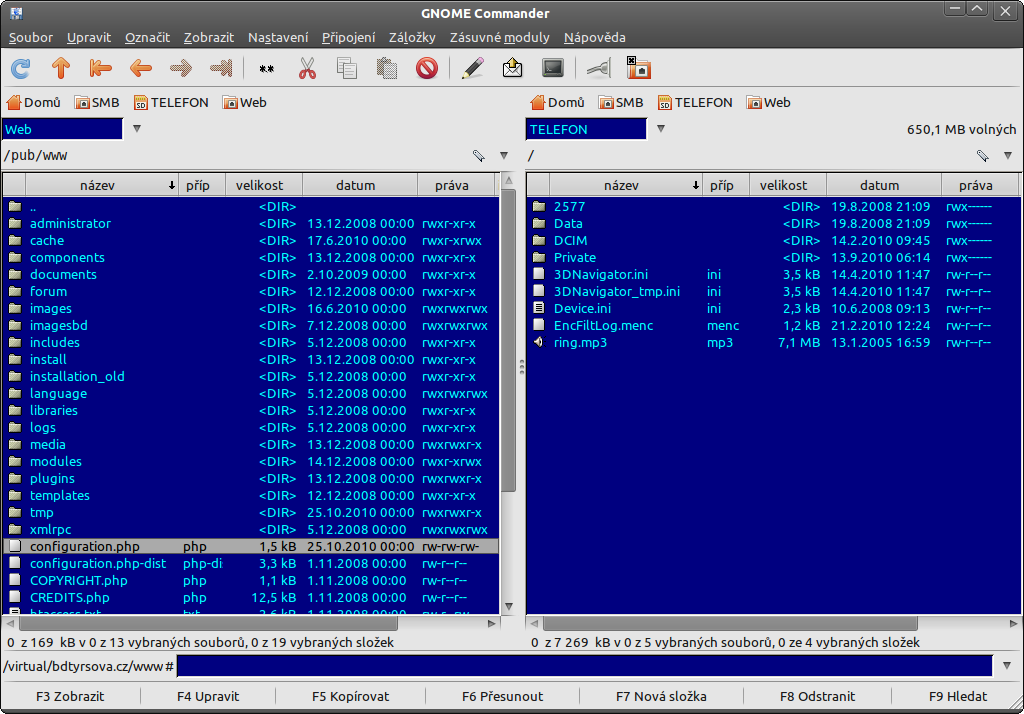 GNOME Commander
Soubor Upravit Označit Zobrazit Nastavení Připojení Záložky Zásuvné moduly Nápověda
Domů SMB TELEFON Web
Web
/pub/www
název příp velikost datum práva
.. <DIR>
administrator <DIR> 13.12.2008 00:00 rwxr-xr-x
cache <DIR> 17.6.2010 00:00 rwxr-xrwx
components <DIR> 13.12.2008 00:00 rwxr-xr-x
documents <DIR> 2.10.2009 00:00 rwxr-xr-x
forum <DIR> 12.12.2008 00:00 rwxr-xr-x
images <DIR> 16.6.2010 00:00 rwxrwxrwx
imagesbd <DIR> 7.12.2008 00:00 rwxrwxrwx
includes <DIR> 5.12.2008 00:00 rwxr-xr-x
install <DIR> 13.12.2008 00:00 rwxr-xr-x
installation_old <DIR> 5.12.2008 00:00 rwxr-xr-x
language <DIR> 5.12.2008 00:00 rwxrwxrwx
libraries <DIR> 5.12.2008 00:00 rwxr-xr-x
logs <DIR> 5.12.2008 00:00 rwxr-xr-x
media <DIR> 13.12.2008 00:00 rwxrwxr-x
modules <DIR> 14.12.2008 00:00 rwxr-xrwx
plugins <DIR> 13.12.2008 00:00 rwxrwxr-x
templates <DIR> 12.12.2008 00:00 rwxr-xr-x
tmp <DIR> 25.10.2010 00:00 rwxrwxr-x
xmlrpc <DIR> 5.12.2008 00:00 rwxrwxrwx
configuration.php php 1,5 kB 25.10.2010 00:00 rw-rw-rw-
configuration.php-dist php-di 3,3 kB 1.11.2008 00:00 rw-r--r--
COPYRIGHT.php php 1,1 kB 1.11.2008 00:00 rw-r--r--
CREDITS.php php 12,5 kB 1.11.2008 00:00 rw-r--r--
htaccess.txt txt 2,6 kB 1.11.2008 00:00
0 z 169 kB v 0 z 13 vybraných souborů, 0 z 19 vybraných složek
Domů SMB TELEFON Web
TELEFON 650,1 MB volných
/
název příp velikost datum práva
2577 <DIR> 19.8.2008 21:09 rwx------
Data <DIR> 19.8.2008 21:09 rwx------
DCIM <DIR> 14.2.2010 09:45 rwx------
Private <DIR> 13.9.2010 06:14 rwx------
3DNavigator.ini ini 3,5 kB 14.4.2010 11:47 rw-r--r--
3DNavigator_tmp.ini ini 3,5 kB 14.4.2010 11:47 rw-r--r--
Device.ini ini 2,3 kB 10.6.2008 09:13 rw-r--r--
EncFiltLog.menc menc 1,2 kB 21.2.2010 12:24 rw-r--r--
ring.mp3 mp3 7,1 MB 13.1.2005 16:59 rw-r--r--
0 z 7 269 kB v 0 z 5 vybraných souborů, 0 ze 4 vybraných složek
/virtual/bdtyrsova.cz/www#
F3 Zobrazit F4 Upravit F5 Kopírovat F6 Přesunout F7 Nová složka F8 Odstranit F9 Hledat